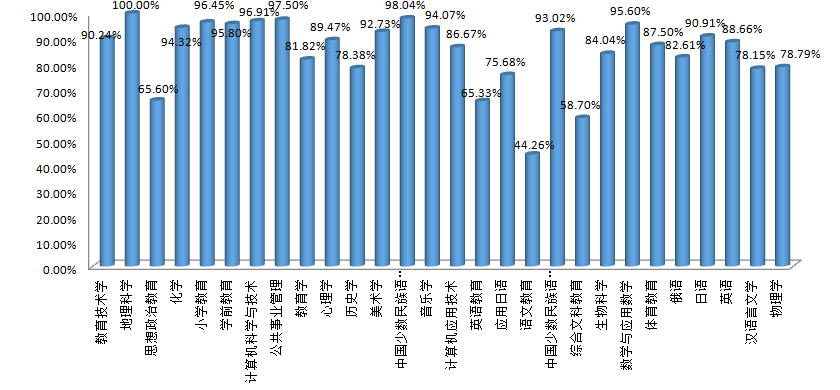 100.00%
90.00%
80.00%
70.00%
60.00%
50.00%
40.00%
30.00%
20.00%
10.00%
0.00%
90.24%
100.00%
65.60%
94.32%
96.45%
95.80%
96.91%
97.50%
81.82%
89.47%
78.38%
92.73%
98.04%
94.07%
86.67%
65.33%
75.68%
44.26%
93.02%
58.70%
84.04%
95.60%
87.50%
82.61%
90.91%
88.66%
78.15%
78.79%
教育技术学
地理科学
思想政治教育
化学
小学教育
学前教育
计算机科学与技术
公共事业管理
教育学
心理学
历史学
美术学
中国少数民族语…
音乐学
计算机应用技术
英语教育
应用日语
语文教育
中国少数民族语…
综合文科教育
生物科学
数学与应用数学
体育教育
俄语
日语
英语
汉语言文学
物理学